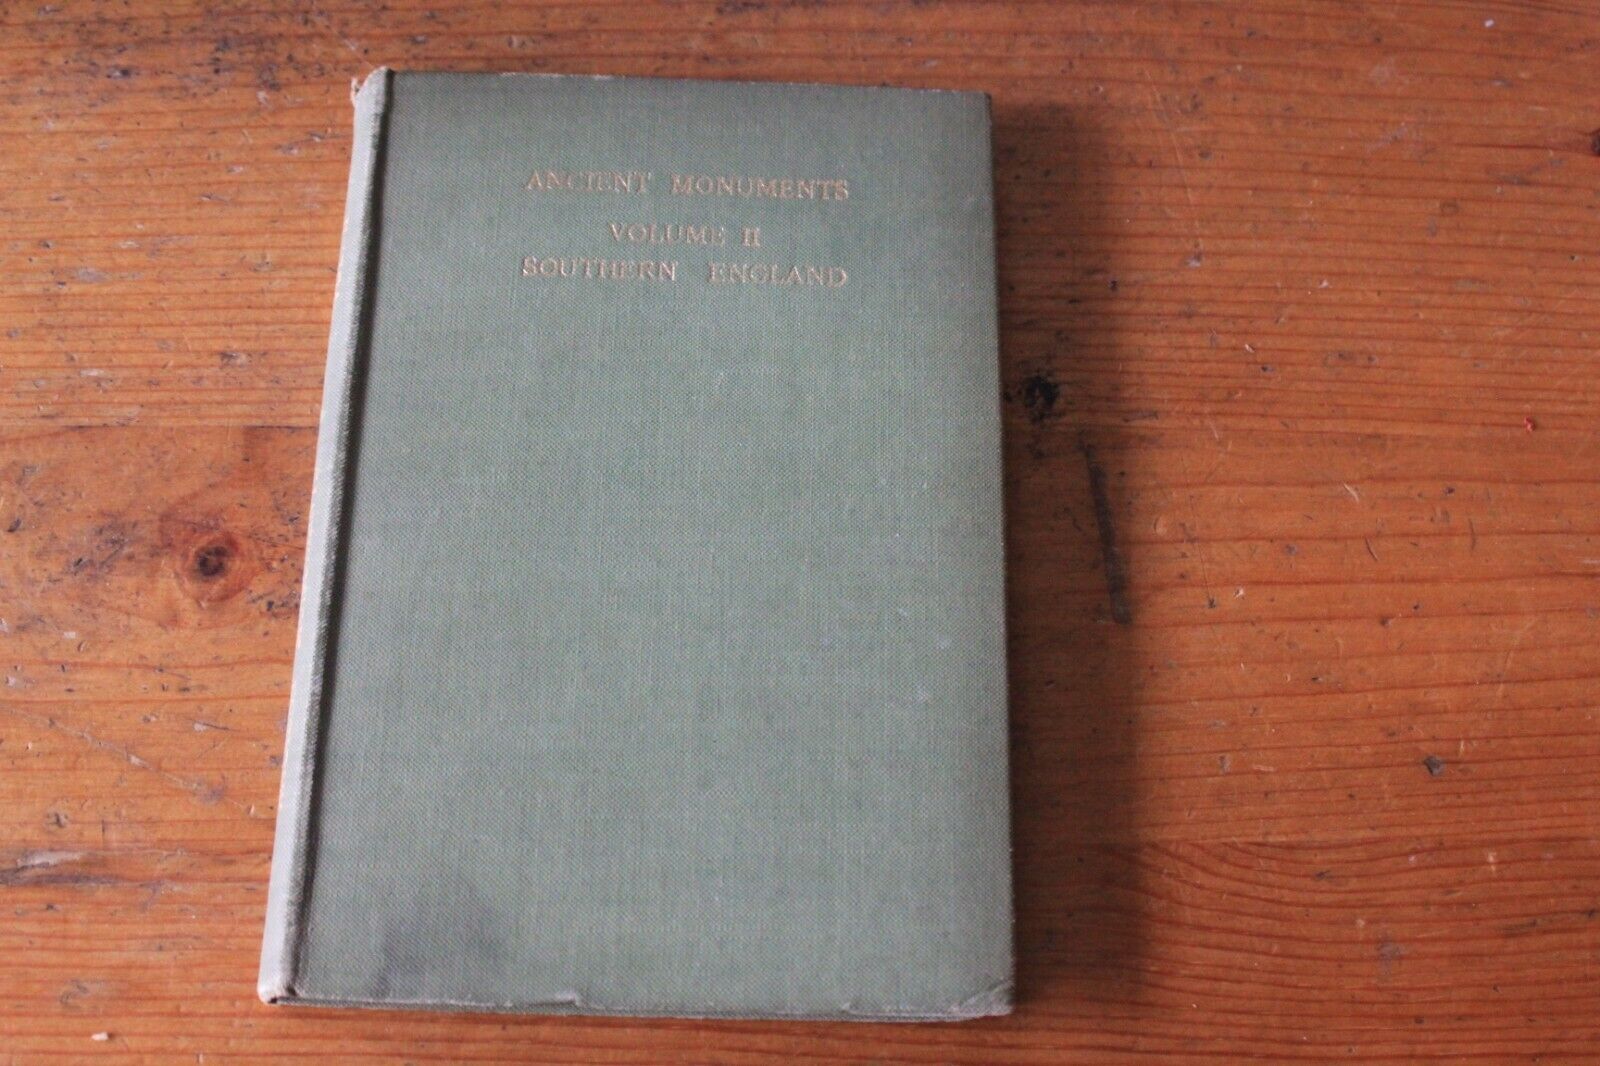 ANCIENT MONUMENTS
VOLUME II
SOUTHERN ENGLAND